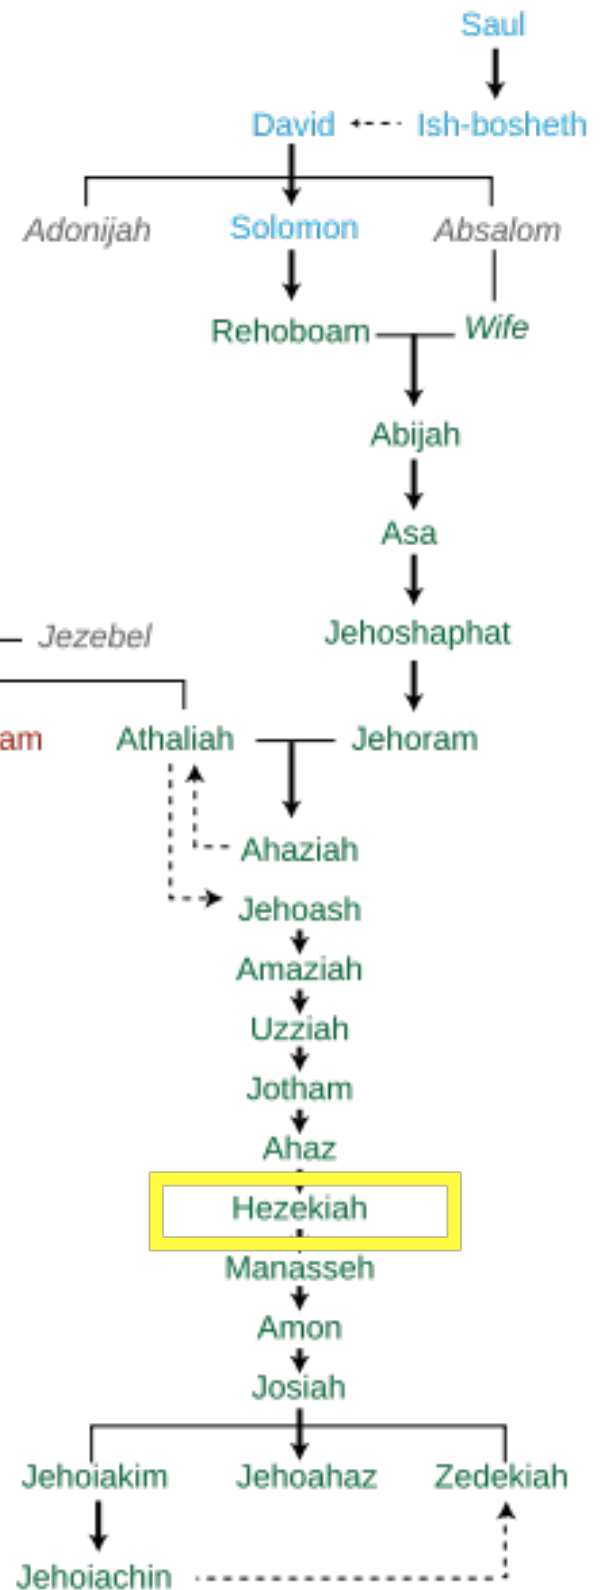 Saul
David Ish-bosheth
Adonijah Solomon Absalom
Rehoboam Wife
Abijah
Asa
Jehoshaphat
Jezebel
am Athaliah Jehoram
Ahaziah
Jehoash
Amaziah
Uzziah
Jotham
Ahaz
Hezekiah
Manasseh
Amon
Josiah
Jehoiakim Jehoahaz Zedekiah
Jehoiachin